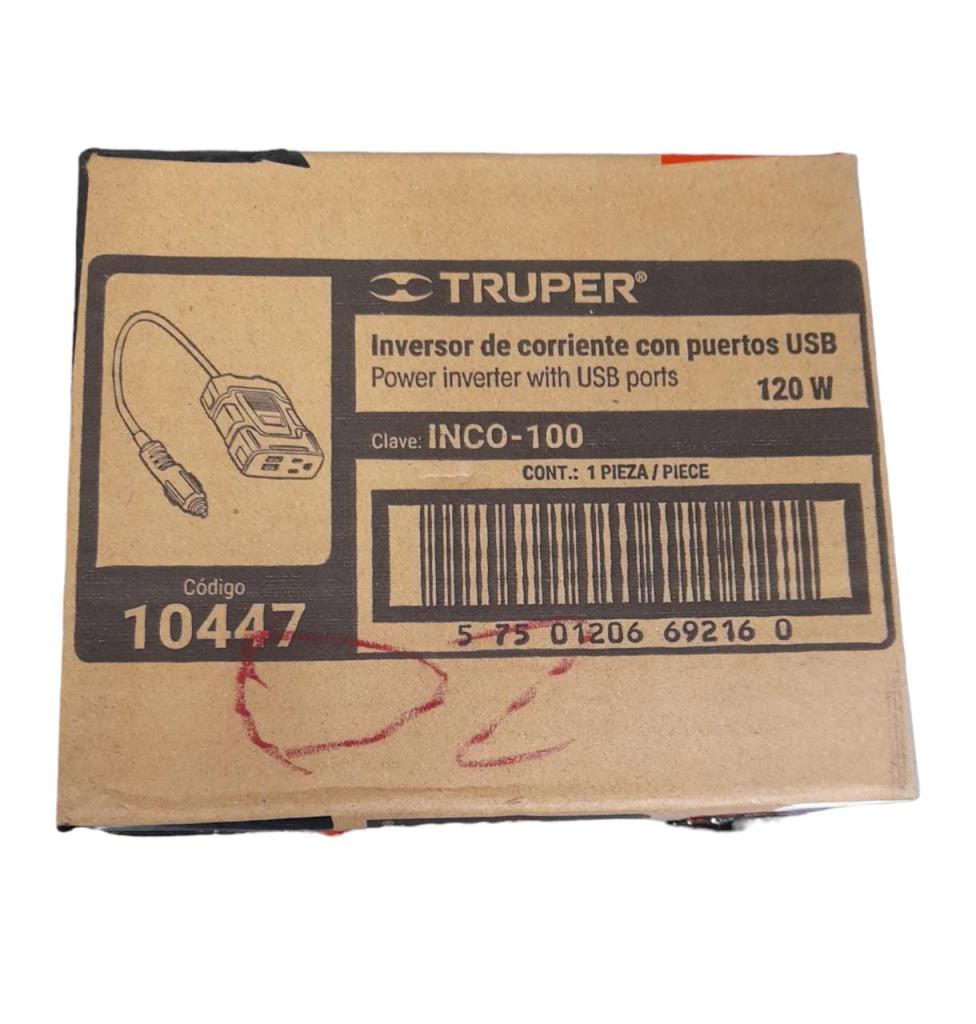 TRUPER®
Inversor de corriente con puertos USB
Power inverter with USB ports
120 W
Clave: INCO-100
CONT.: 1 PIEZA / PIECE
5 75 01206 69216 0
Código
10447